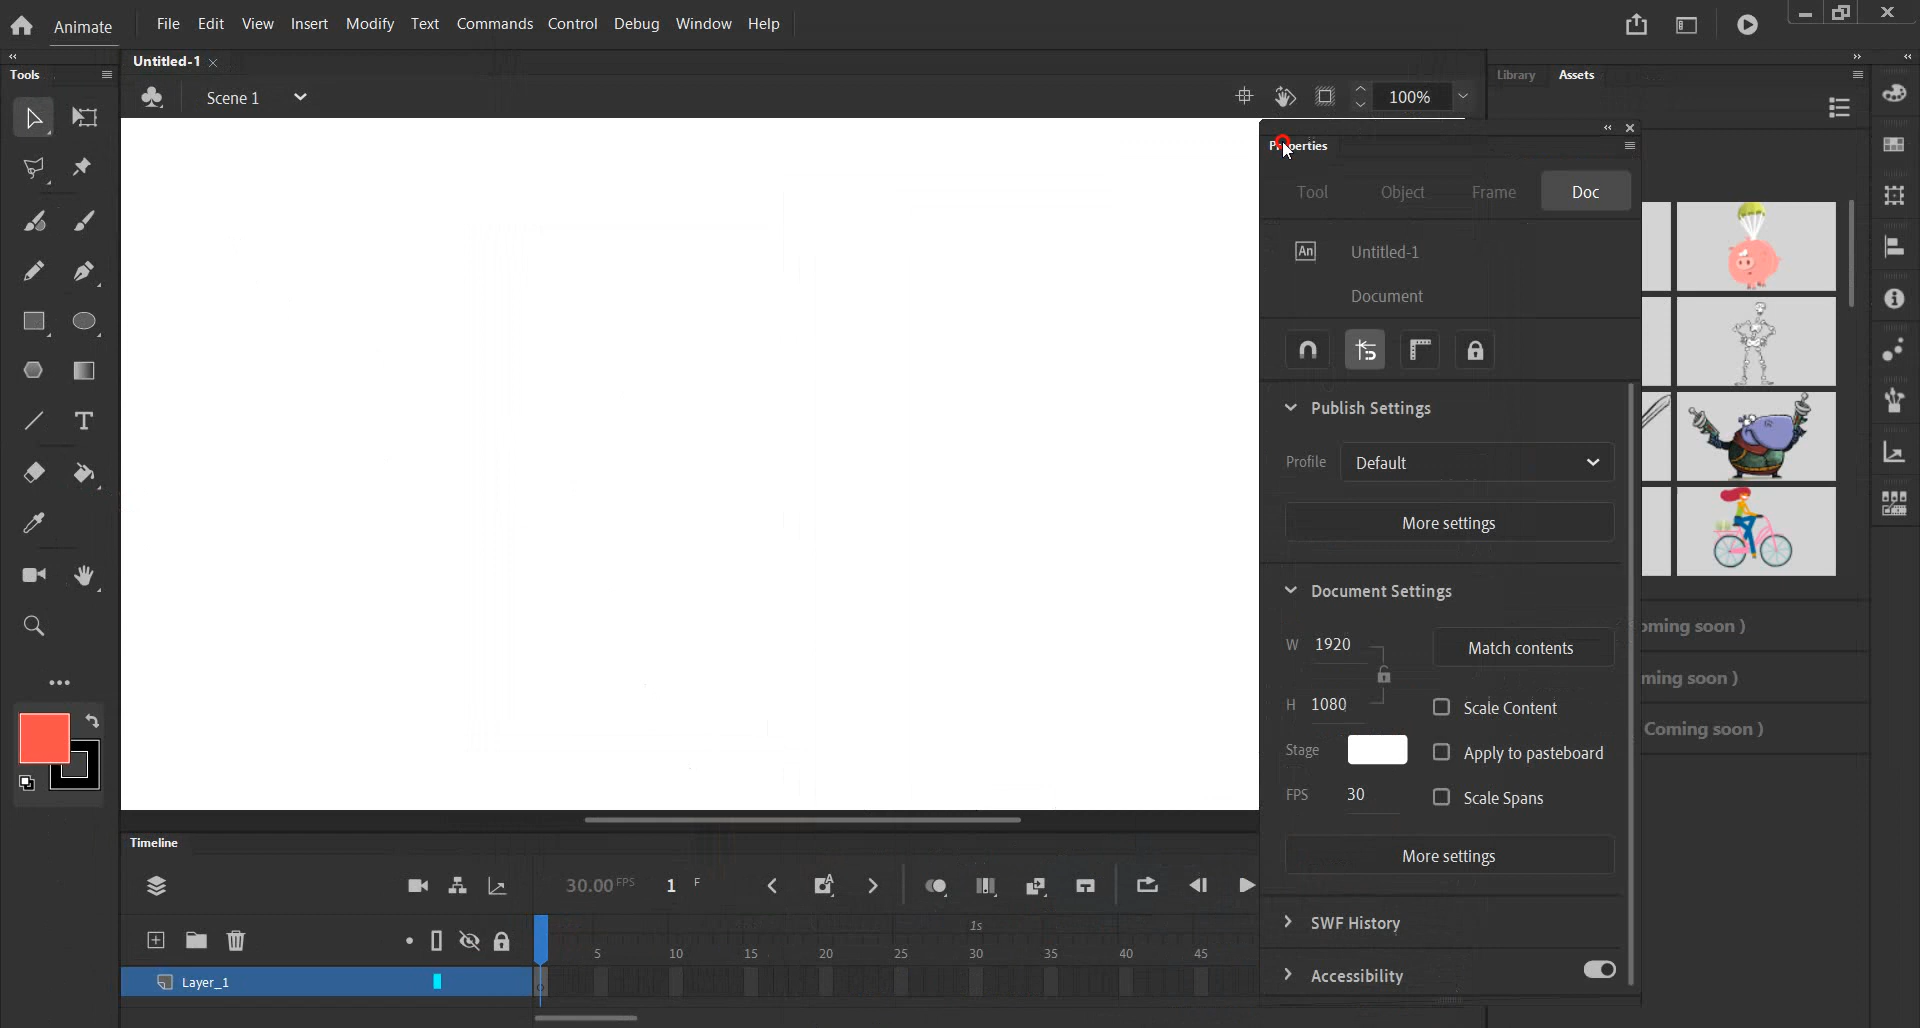 Animate File Edit View Insert Modify Text Commands Control Debug Window Help
Tools Untitled-1 Library Assets
Scene 1 100%
Properties
Tool Object Frame Doc
An Untitled-1
Document
Publish Settings
Profile Default
More settings
Document Settings
W 1920 Match contents
H 1080 Scale Content
Stage Apply to pasteboard
FPS 30 Scale Spans
More settings
SWF History
Accessibility
oming soon )
ming soon )
Coming soon )
Timeline
30.00 FPS 1 F
1s
5 10 15 20 25 30 35 40 45
Layer_1